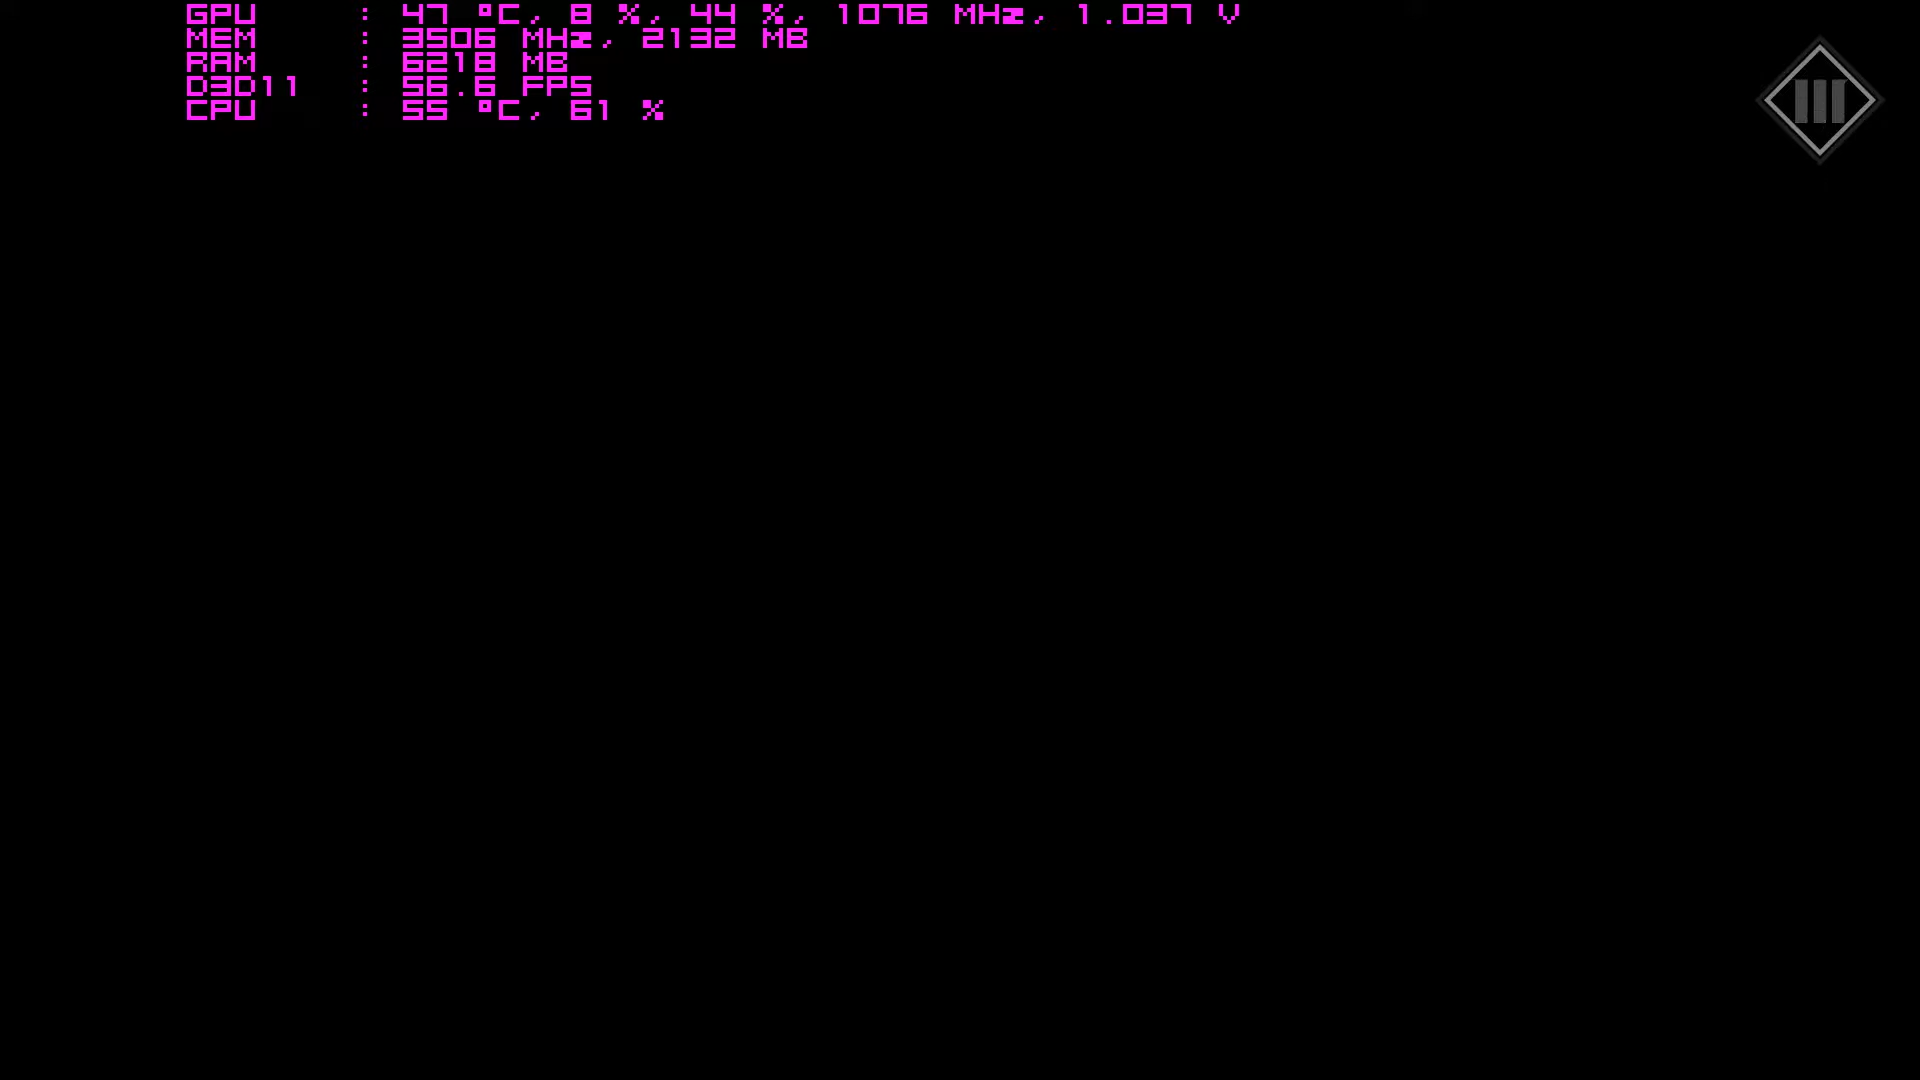 GPU : 47 °C, 8 %, 44 %, 1076 MHz, 1.037 V
MEM : 3506 MHz, 2132 MB
RAM : 6218 MB
D3D11 : 56.6 FPS
CPU : 55 °C, 61 %